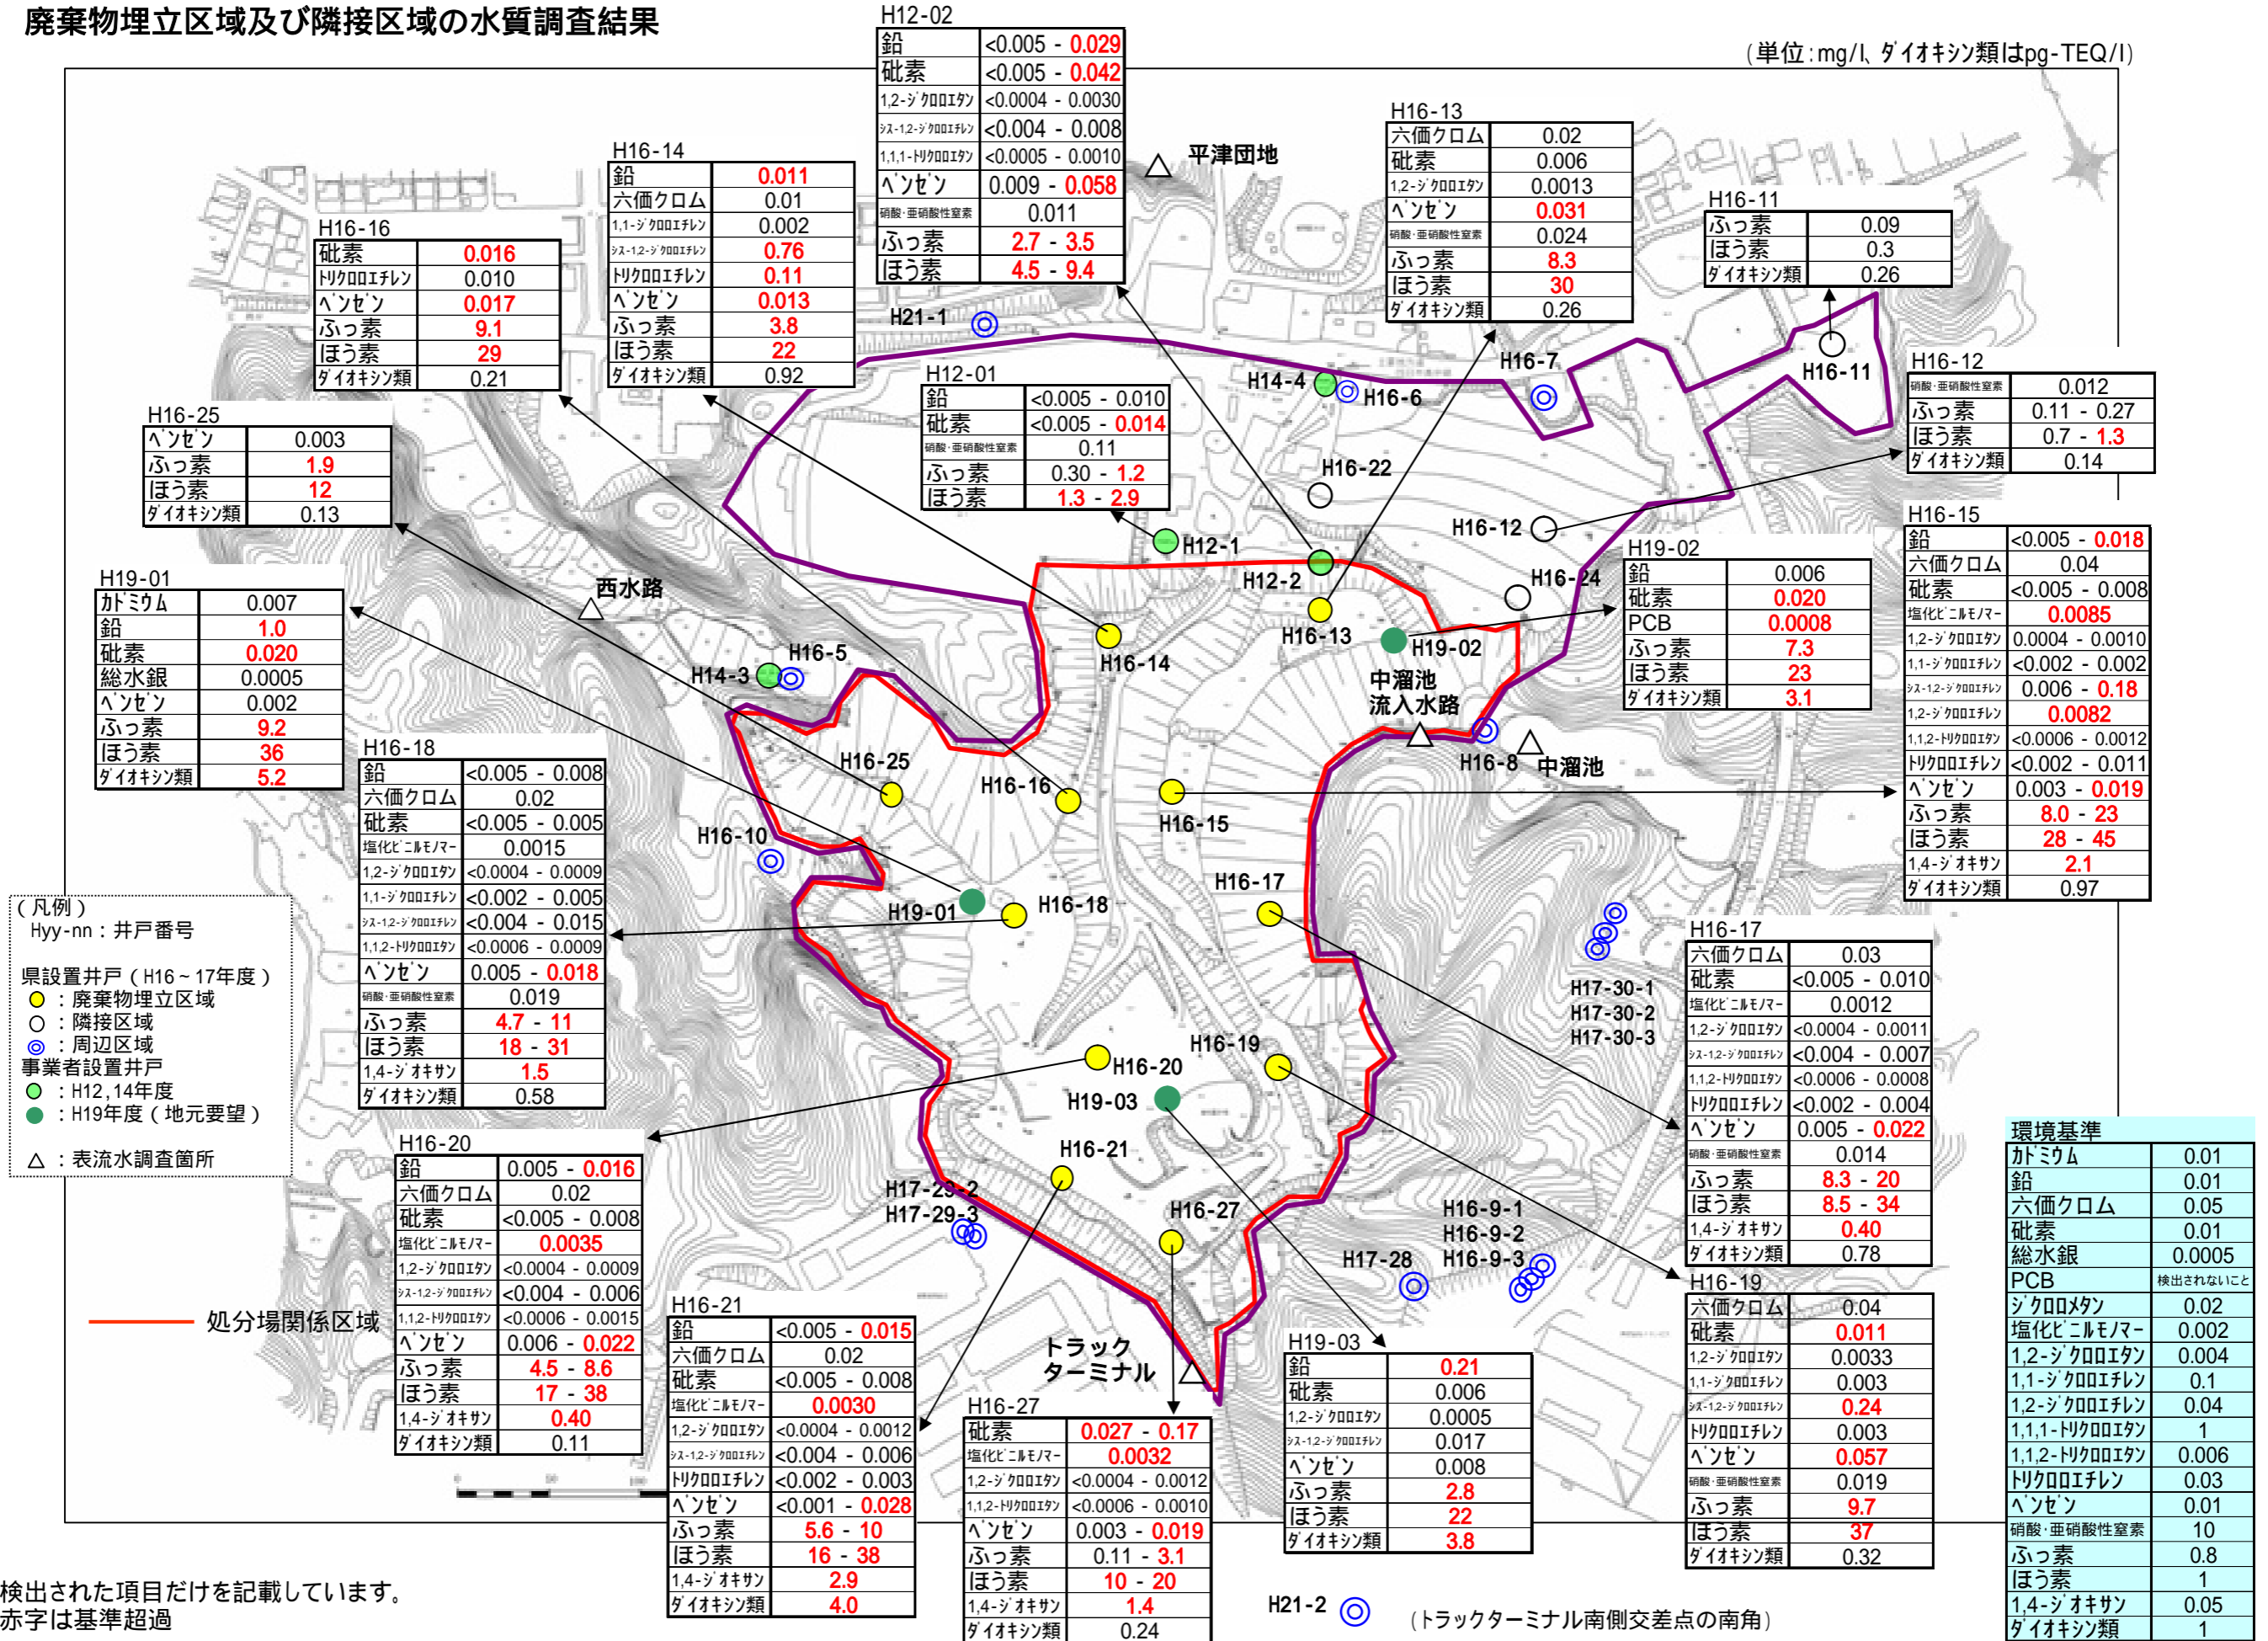 廃棄物埋立区域及び隣接区域の水質調査結果
(単位:mg/l、ダイオキシン類はpg-TEQ/l)
H12-02
鉛 <0.005 - 0.029
砒素 <0.005 - 0.042
1,2-ジクロロエタン <0.0004 - 0.0030
シス-1,2-ジクロロエチレン <0.004 - 0.008
1,1,1-トリクロロエタン <0.0005 - 0.0010
ベンゼン 0.009 - 0.058
硝酸・亜硝酸性窒素 0.011
ふっ素 2.7 - 3.5
ほう素 4.5 - 9.4
H16-13
六価クロム 0.02
砒素 0.006
1,2-ジクロロエタン 0.0013
ベンゼン 0.031
硝酸・亜硝酸性窒素 0.024
ふっ素 8.3
ほう素 30
ダイオキシン類 0.26
H16-14
鉛 0.011
六価クロム 0.01
1,1-ジクロロエチレン 0.002
シス-1,2-ジクロロエチレン 0.76
トリクロロエチレン 0.11
ベンゼン 0.013
ふっ素 3.8
ほう素 22
ダイオキシン類 0.92
H16-11
ふっ素 0.09
ほう素 0.3
ダイオキシン類 0.26
H16-16
砒素 0.016
トリクロロエチレン 0.010
ベンゼン 0.017
ふっ素 9.1
ほう素 29
ダイオキシン類 0.21
H16-12
硝酸・亜硝酸性窒素 0.012
ふっ素 0.11 - 0.27
ほう素 0.7 - 1.3
ダイオキシン類 0.14
H12-01
鉛 <0.005 - 0.010
砒素 <0.005 - 0.014
硝酸・亜硝酸性窒素 0.11
ふっ素 0.30 - 1.2
ほう素 1.3 - 2.9
H16-25
ベンゼン 0.003
ふっ素 1.9
ほう素 12
ダイオキシン類 0.13
H16-15
鉛 <0.005 - 0.018
六価クロム 0.04
砒素 <0.005 - 0.008
塩化ビニルモノマー 0.0085
1,2-ジクロロエタン 0.0004 - 0.0010
1,1-ジクロロエチレン <0.002 - 0.002
シス-1,2-ジクロロエチレン 0.006 - 0.18
1,2-ジクロロエチレン 0.0082
1,1,2-トリクロロエタン <0.0006 - 0.0012
トリクロロエチレン <0.002 - 0.011
ベンゼン 0.003 - 0.019
ふっ素 8.0 - 23
ほう素 28 - 45
1,4-ジオキサン 2.1
ダイオキシン類 0.97
H19-02
鉛 0.006
砒素 0.020
PCB 0.0008
ふっ素 7.3
ほう素 23
ダイオキシン類 3.1
H19-01
カドミウム 0.007
鉛 1.0
砒素 0.020
総水銀 0.0005
ベンゼン 0.002
ふっ素 9.2
ほう素 36
ダイオキシン類 5.2
H16-18
鉛 <0.005 - 0.008
六価クロム 0.02
砒素 <0.005 - 0.005
塩化ビニルモノマー 0.0015
1,2-ジクロロエタン <0.0004 - 0.0009
1,1-ジクロロエチレン <0.002 - 0.005
シス-1,2-ジクロロエチレン <0.004 - 0.015
1,1,2-トリクロロエタン <0.0006 - 0.0009
ベンゼン 0.005 - 0.018
硝酸・亜硝酸性窒素 0.019
ふっ素 4.7 - 11
ほう素 18 - 31
1,4-ジオキサン 1.5
ダイオキシン類 0.58
H16-17
六価クロム 0.03
砒素 <0.005 - 0.010
塩化ビニルモノマー 0.0012
1,2-ジクロロエタン <0.0004 - 0.0011
シス-1,2-ジクロロエチレン <0.004 - 0.007
1,1,2-トリクロロエタン <0.0006 - 0.0008
トリクロロエチレン <0.002 - 0.004
ベンゼン 0.005 - 0.022
硝酸・亜硝酸性窒素 0.014
ふっ素 8.3 - 20
ほう素 8.5 - 34
1,4-ジオキサン 0.40
ダイオキシン類 0.78
H16-20
鉛 0.005 - 0.016
六価クロム 0.02
砒素 <0.005 - 0.008
塩化ビニルモノマー 0.0035
1,2-ジクロロエタン <0.0004 - 0.0009
シス-1,2-ジクロロエチレン <0.004 - 0.006
1,1,2-トリクロロエタン <0.0006 - 0.0015
ベンゼン 0.006 - 0.022
ふっ素 4.5 - 8.6
ほう素 17 - 38
1,4-ジオキサン 0.40
ダイオキシン類 0.11
H16-21
鉛 <0.005 - 0.015
六価クロム 0.02
砒素 <0.005 - 0.008
塩化ビニルモノマー 0.0030
1,2-ジクロロエタン <0.0004 - 0.0012
シス-1,2-ジクロロエチレン <0.004 - 0.006
トリクロロエチレン <0.002 - 0.003
ベンゼン <0.001 - 0.028
ふっ素 5.6 - 10
ほう素 16 - 38
1,4-ジオキサン 2.9
ダイオキシン類 4.0
H16-27
砒素 0.027 - 0.17
塩化ビニルモノマー 0.0032
1,2-ジクロロエタン <0.0004 - 0.0012
1,1,2-トリクロロエタン <0.0006 - 0.0010
ベンゼン 0.003 - 0.019
ふっ素 0.11 - 3.1
ほう素 10 - 20
1,4-ジオキサン 1.4
ダイオキシン類 0.24
H19-03
鉛 0.21
砒素 0.006
1,2-ジクロロエタン 0.0005
シス-1,2-ジクロロエチレン 0.017
ベンゼン 0.008
ふっ素 2.8
ほう素 22
ダイオキシン類 3.8
H16-19
六価クロム 0.04
砒素 0.011
1,2-ジクロロエタン 0.0033
1,1-ジクロロエチレン 0.003
シス-1,2-ジクロロエチレン 0.24
トリクロロエチレン 0.003
ベンゼン 0.057
硝酸・亜硝酸性窒素 0.019
ふっ素 9.7
ほう素 37
ダイオキシン類 0.32
環境基準
カドミウム 0.01
鉛 0.01
六価クロム 0.05
砒素 0.01
総水銀 0.0005
PCB 検出されないこと
ジクロロメタン 0.02
塩化ビニルモノマー 0.002
1,2-ジクロロエタン 0.004
1,1-ジクロロエチレン 0.1
1,2-ジクロロエチレン 0.04
1,1,1-トリクロロエタン 1
1,1,2-トリクロロエタン 0.006
トリクロロエチレン 0.03
ベンゼン 0.01
硝酸・亜硝酸性窒素 10
ふっ素 0.8
ほう素 1
1,4-ジオキサン 0.05
ダイオキシン類 1
平津団地
H21-1
H14-4
H16-6
H16-7
H16-11
H16-22
H16-12
H12-1
H12-2
H16-24
H16-13
H16-14
H19-02
西水路
H16-5
H14-3
中溜池
流入水路
H16-8
中溜池
H16-25
H16-16
H16-15
H16-10
H16-17
H19-01
H16-18
H17-30-1
H17-30-2
H17-30-3
H16-20
H16-19
H19-03
H16-21
H17-29-2
H17-29-3
H16-27
H16-9-1
H16-9-2
H16-9-3
H17-28
トラック
ターミナル
(凡例)
Hyy-nn:井戸番号
県設置井戸(H16~17年度)
:廃棄物埋立区域
:隣接区域
:周辺区域
事業者設置井戸
:H12,14年度
:H19年度(地元要望)
△:表流水調査箇所
処分場関係区域
0 50 100
検出された項目だけを記載しています。
赤字は基準超過
H21-2
(トラックターミナル南側交差点の南角)